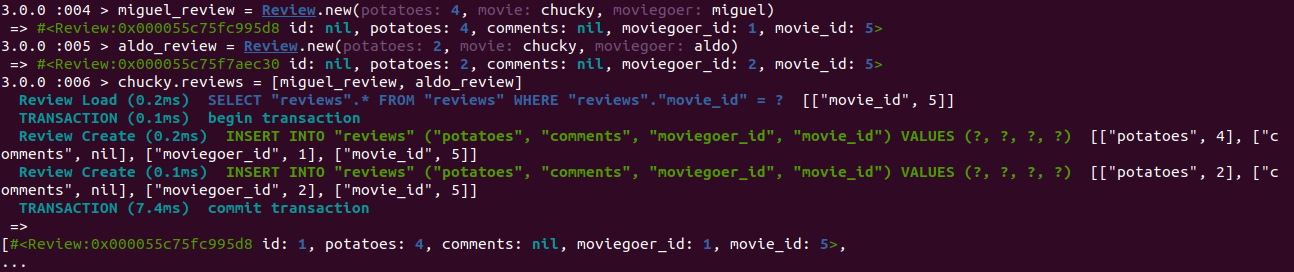 3.0.0 :004 > miguel_review = Review.new(potatoes: 4, movie: chucky, moviegoer: miguel)
 => #<Review:0x000055c75fc995d8 id: nil, potatoes: 4, comments: nil, moviegoer_id: 1, movie_id: 5>
3.0.0 :005 > aldo_review = Review.new(potatoes: 2, movie: chucky, moviegoer: aldo)
 => #<Review:0x000055c75f7aec30 id: nil, potatoes: 2, comments: nil, moviegoer_id: 2, movie_id: 5>
3.0.0 :006 > chucky.reviews = [miguel_review, aldo_review]
  Review Load (0.2ms)  SELECT "reviews".* FROM "reviews" WHERE "reviews"."movie_id" = ?  [["movie_id", 5]]
  TRANSACTION (0.1ms)  begin transaction
  Review Create (0.2ms)  INSERT INTO "reviews" ("potatoes", "comments", "moviegoer_id", "movie_id") VALUES (?, ?, ?, ?)  [["potatoes", 4], ["c
omments", nil], ["moviegoer_id", 1], ["movie_id", 5]]
  Review Create (0.1ms)  INSERT INTO "reviews" ("potatoes", "comments", "moviegoer_id", "movie_id") VALUES (?, ?, ?, ?)  [["potatoes", 2], ["c
omments", nil], ["moviegoer_id", 2], ["movie_id", 5]]
  TRANSACTION (7.4ms)  commit transaction
 =>
[#<Review:0x000055c75fc995d8 id: 1, potatoes: 4, comments: nil, moviegoer_id: 1, movie_id: 5>,
...